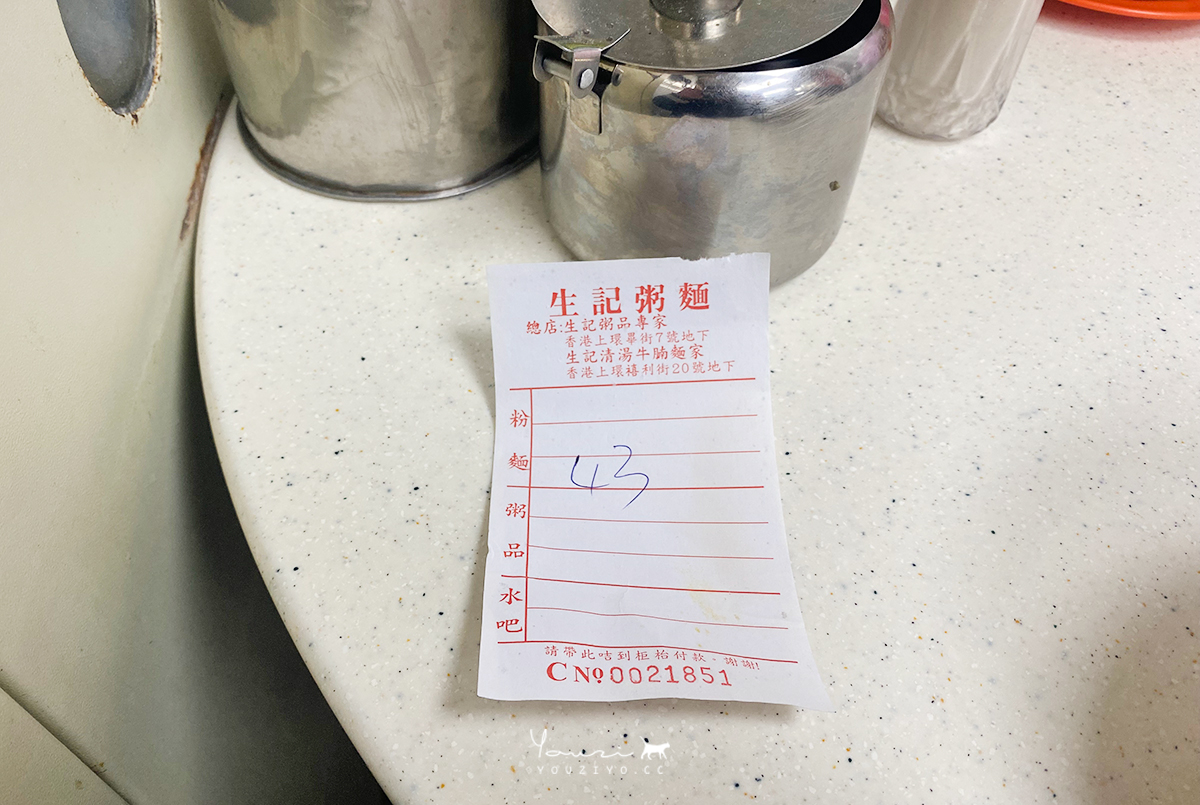 生記粥麵
總店:生記粥品專家
香港上環畢街7號地下
生記清湯牛腩麵家
香港上環禧利街20號地下
粉
麵
43
粥
品
水
吧
請帶此咭到柜枱付款、謝謝!
C No 0021851
Youzi
@YOUZIYO.CC